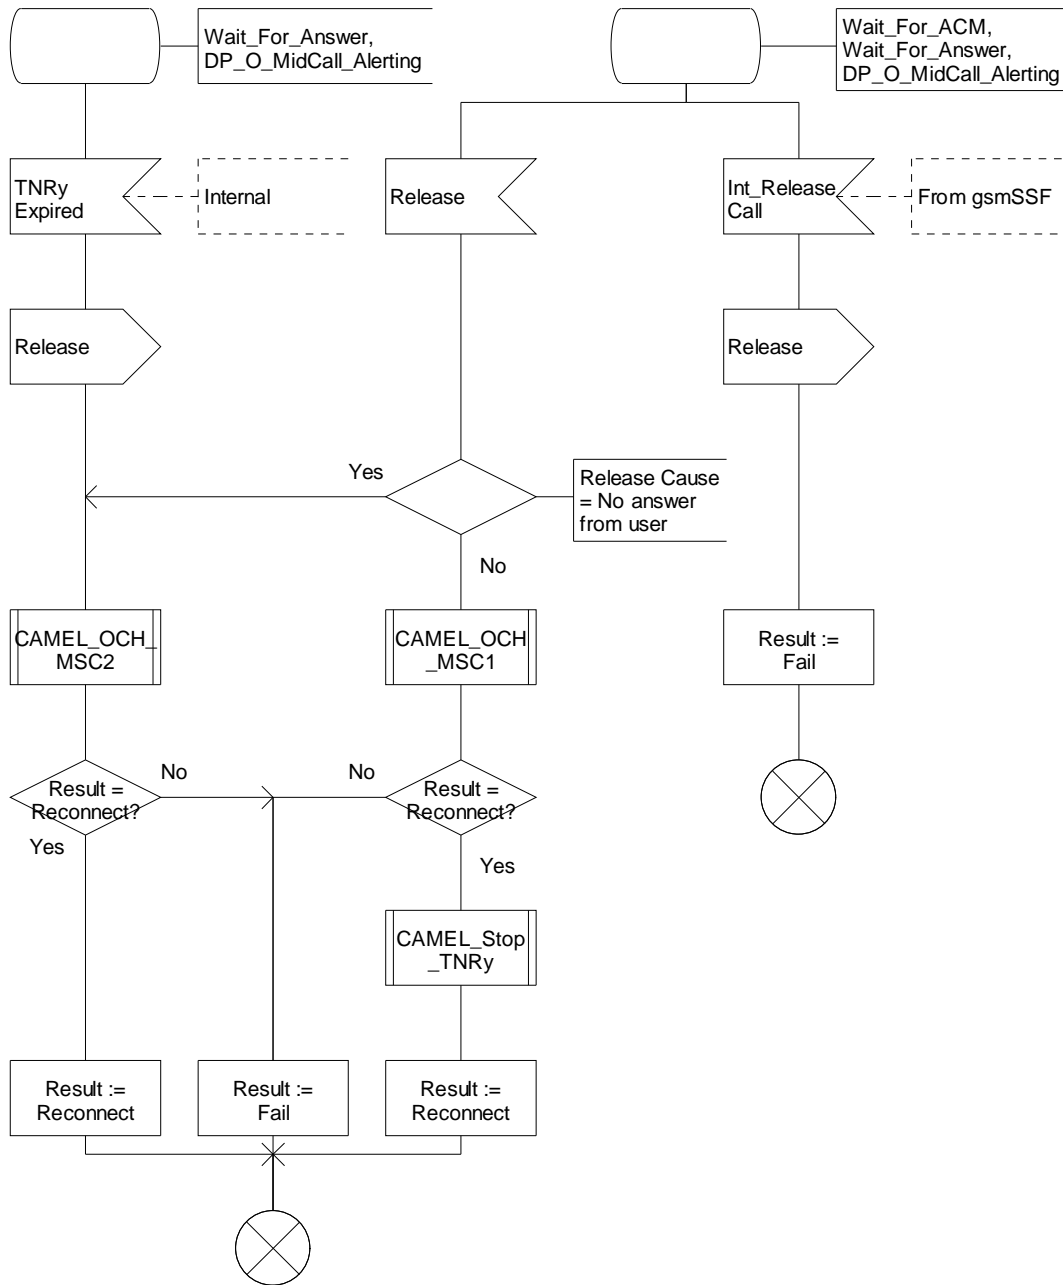 Wait_For_Answer,
DP_O_MidCall_Alerting
Wait_For_ACM,
Wait_For_Answer,
DP_O_MidCall_Alerting
TNRy
Expired
Internal
Release
Int_Release
Call
From gsmSSF
Release
Release
Yes
Release Cause
= No answer
from user
No
CAMEL_OCH_
MSC2
CAMEL_OCH
_MSC1
Result :=
Fail
Result =
Reconnect?
No
No
Result =
Reconnect?
Yes
Yes
CAMEL_Stop
_TNRy
Result :=
Reconnect
Result :=
Fail
Result :=
Reconnect